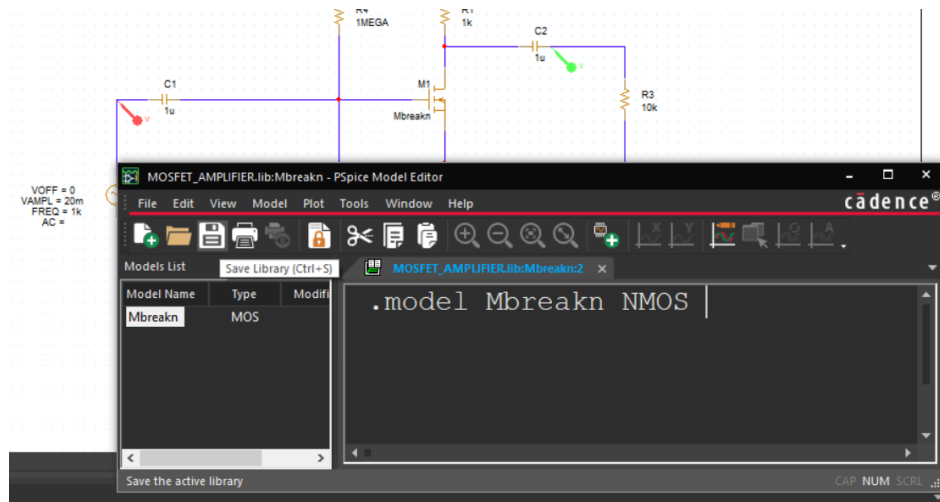 R4
1MEGA
R1
1k
C2
1u
C1
1u
M1
Mbreakn
R3
10k
V
V
VOFF = 0
VAMPL = 20m
FREQ = 1k
AC =
MOSFET_AMPLIFIER.lib:Mbreakn - PSpice Model Editor
File Edit View Model Plot Tools Window Help
cādence®
Models List
Save Library (Ctrl+S)
MOSFET_AMPLIFIER.lib:Mbreakn:2
Model Name Type Modifi
Mbreakn MOS
.model Mbreakn NMOS
Save the active library
CAP NUM SCRL